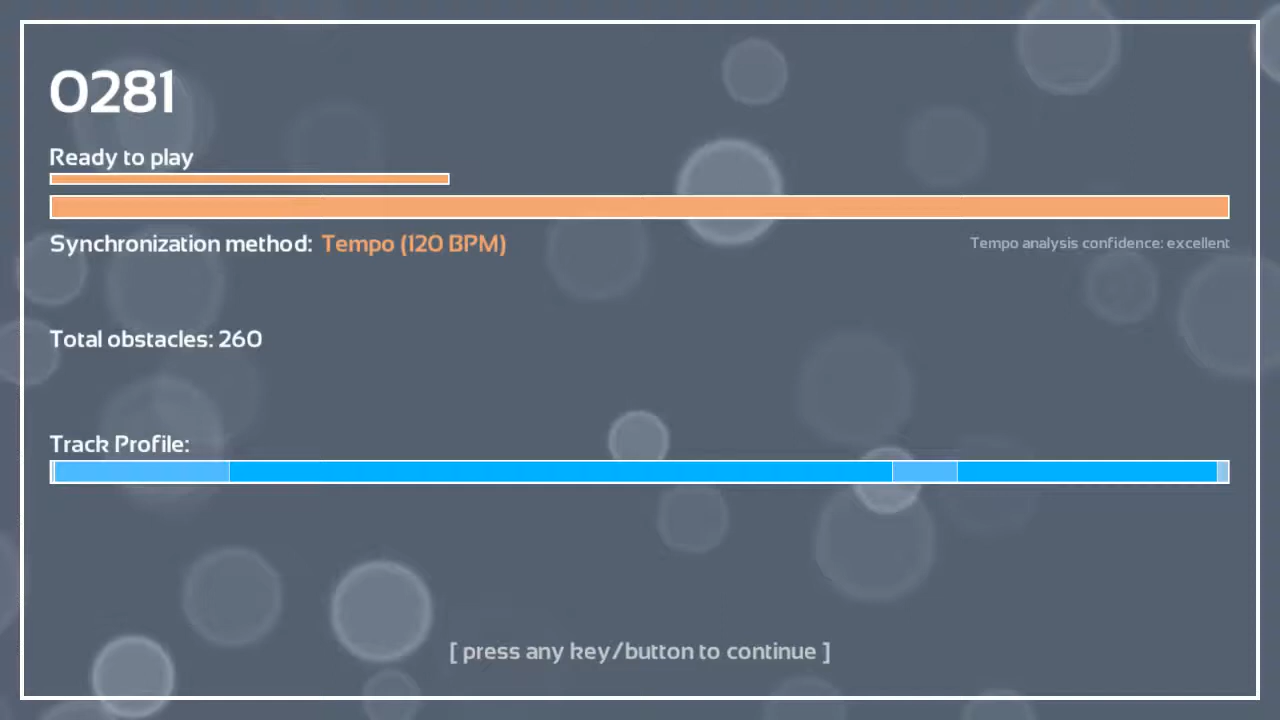 0281
Ready to play
Synchronization method: Tempo (120 BPM)
Tempo analysis confidence: excellent
Total obstacles: 260
Track Profile:
[ press any key/button to continue ]